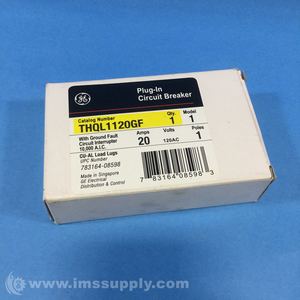 GE
Plug-In
Circuit Breaker
Catalog Number Qty. Model
THQL1120GF 1 1
With Ground Fault
Circuit Interrupter
10,000 A.I.C.
Amps Volts Poles
20 120AC 1
CU-AL Load Lugs
UPC Number
783164-08598
Made in Singapore
GE Electrical
Distribution & Control
7 83164 08598 3
www.imssupply.com